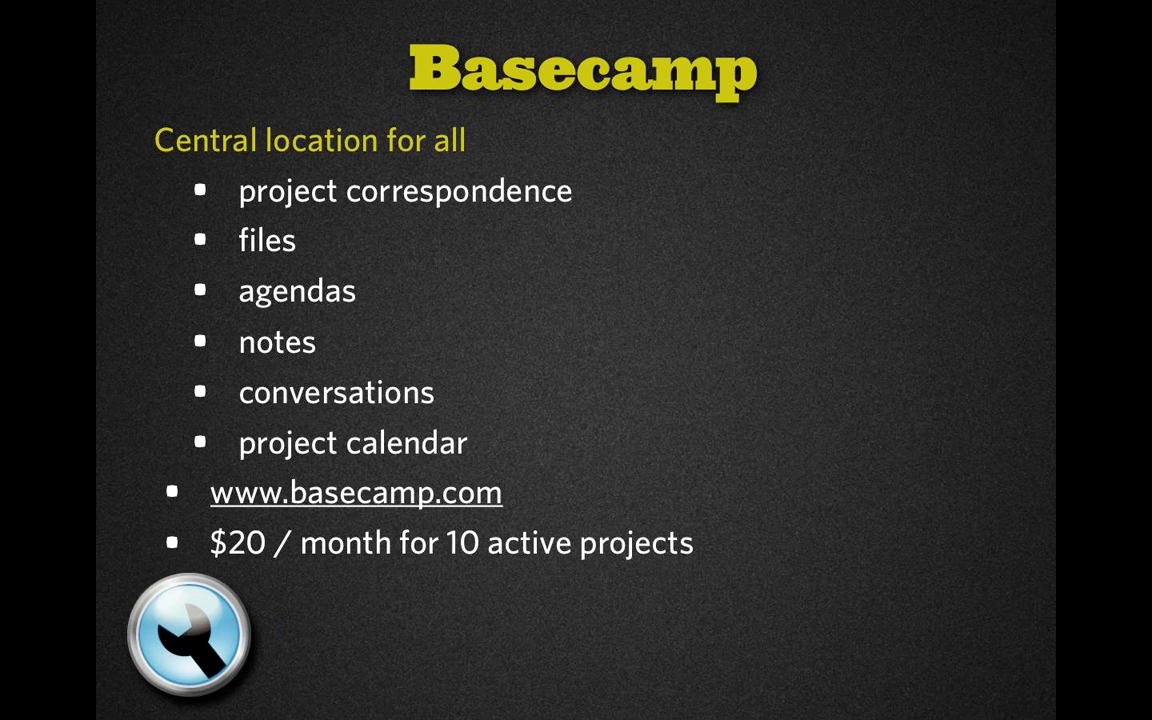 Basecamp
Central location for all
▪ project correspondence
▪ files
▪ agendas
▪ notes
▪ conversations
▪ project calendar
▪ www.basecamp.com
▪ $20 / month for 10 active projects